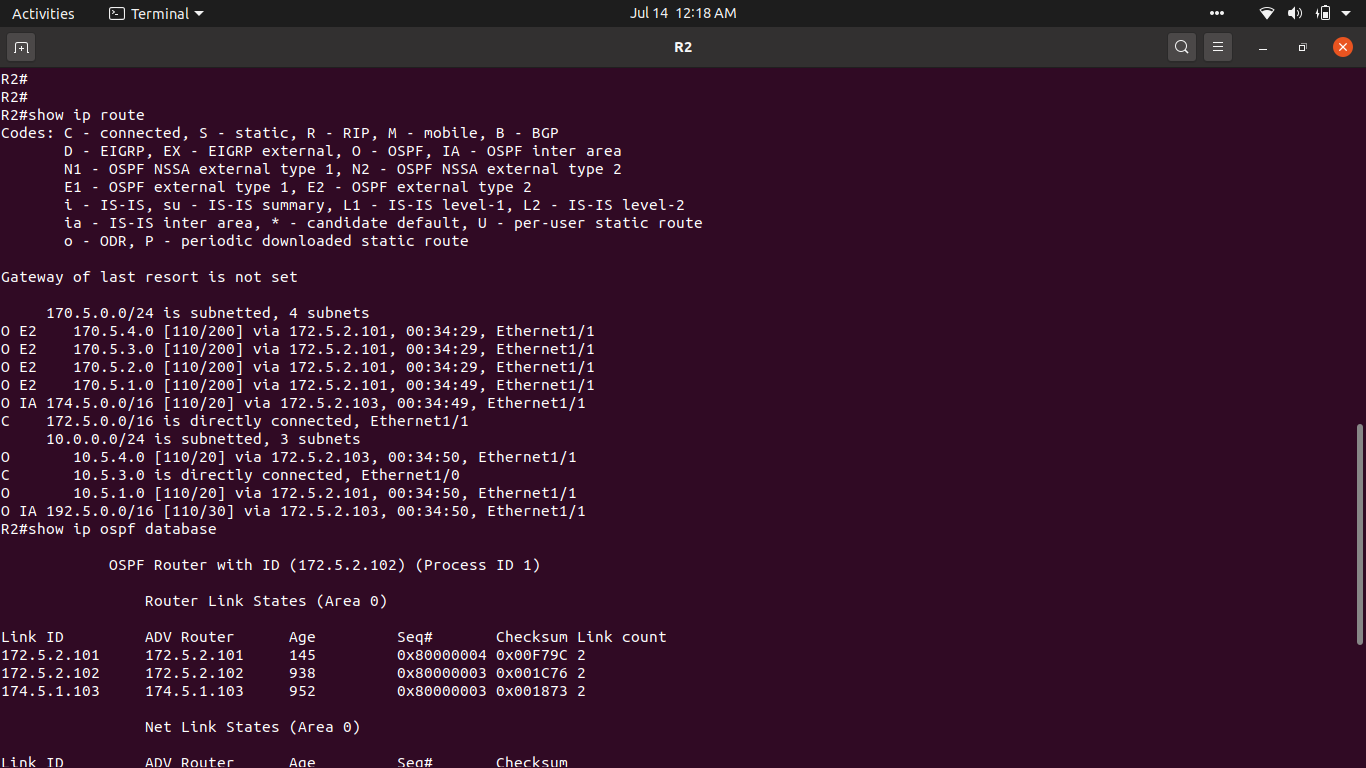 Activities Terminal Jul 14 12:18 AM
R2
R2#
R2#
R2#show ip route
Codes: C - connected, S - static, R - RIP, M - mobile, B - BGP
       D - EIGRP, EX - EIGRP external, O - OSPF, IA - OSPF inter area
       N1 - OSPF NSSA external type 1, N2 - OSPF NSSA external type 2
       E1 - OSPF external type 1, E2 - OSPF external type 2
       i - IS-IS, su - IS-IS summary, L1 - IS-IS level-1, L2 - IS-IS level-2
       ia - IS-IS inter area, * - candidate default, U - per-user static route
       o - ODR, P - periodic downloaded static route
Gateway of last resort is not set
     170.5.0.0/24 is subnetted, 4 subnets
O E2    170.5.4.0 [110/200] via 172.5.2.101, 00:34:29, Ethernet1/1
O E2    170.5.3.0 [110/200] via 172.5.2.101, 00:34:29, Ethernet1/1
O E2    170.5.2.0 [110/200] via 172.5.2.101, 00:34:29, Ethernet1/1
O E2    170.5.1.0 [110/200] via 172.5.2.101, 00:34:49, Ethernet1/1
O IA 174.5.0.0/16 [110/20] via 172.5.2.103, 00:34:49, Ethernet1/1
C    172.5.0.0/16 is directly connected, Ethernet1/1
     10.0.0.0/24 is subnetted, 3 subnets
O       10.5.4.0 [110/20] via 172.5.2.103, 00:34:50, Ethernet1/1
C       10.5.3.0 is directly connected, Ethernet1/0
O       10.5.1.0 [110/20] via 172.5.2.101, 00:34:50, Ethernet1/1
O IA 192.5.0.0/16 [110/30] via 172.5.2.103, 00:34:50, Ethernet1/1
R2#show ip ospf database
            OSPF Router with ID (172.5.2.102) (Process ID 1)
                Router Link States (Area 0)
Link ID         ADV Router      Age         Seq#       Checksum Link count
172.5.2.101     172.5.2.101     145         0x80000004 0x00F79C 2
172.5.2.102     172.5.2.102     938         0x80000003 0x001C76 2
174.5.1.103     174.5.1.103     952         0x80000003 0x001873 2
                Net Link States (Area 0)
Link ID         ADV Router      Age         Seq#       Checksum